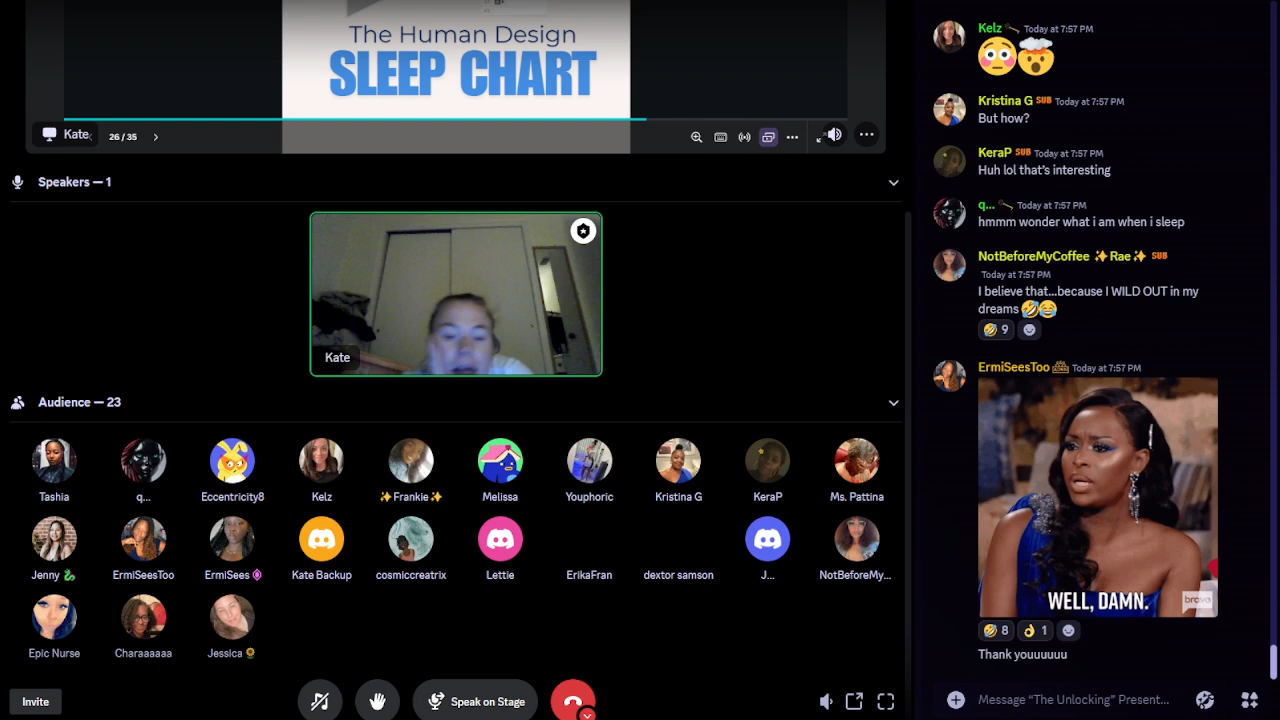 The Human Design
SLEEP CHART
Kate
26 / 35
Speakers — 1
Kate
Audience — 23
Tashia
q...
Eccentricity8
Kelz
✨Frankie✨
Melissa
Youphoric
Kristina G
KeraP
Ms. Pattina
Jenny 🐍
ErmiSeesToo
ErmiSees
Kate Backup
cosmiccreatrix
Lettie
ErikaFran
dextor samson
J...
NotBeforeMy...
Epic Nurse
Charaaaaaa
Jessica 🌻
Invite
Speak on Stage
Kelz Today at 7:57 PM
😳🤯
Kristina G SUB Today at 7:57 PM
But how?
KeraP SUB Today at 7:57 PM
Huh lol that's interesting
q... Today at 7:57 PM
hmmm wonder what i am when i sleep
NotBeforeMyCoffee ✨Rae✨ SUB
Today at 7:57 PM
I believe that...because I WILD OUT in my
dreams 🤣😂
🤣 9
ErmiSeesToo Today at 7:57 PM
WELL, DAMN.
bravo
🤣 8 👌 1
Thank youuuuuu
Message “The Unlocking” Present...